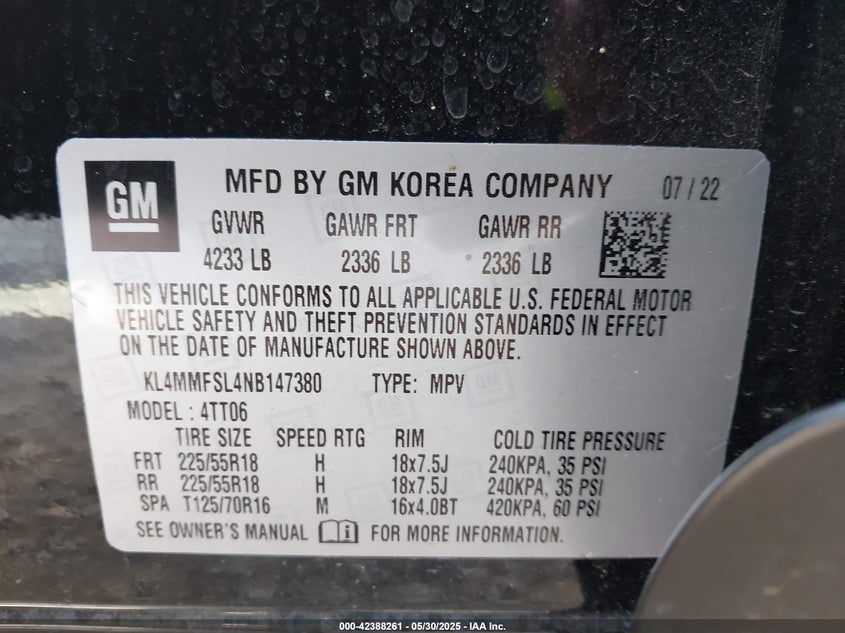 GM
MFD BY GM KOREA COMPANY 07 / 22
GVWR GAWR FRT GAWR RR
4233 LB 2336 LB 2336 LB
THIS VEHICLE CONFORMS TO ALL APPLICABLE U.S. FEDERAL MOTOR
VEHICLE SAFETY AND THEFT PREVENTION STANDARDS IN EFFECT
ON THE DATE OF MANUFACTURE SHOWN ABOVE.
KL4MMFSL4NB147380 TYPE: MPV
MODEL : 4TT06
TIRE SIZE SPEED RTG RIM COLD TIRE PRESSURE
FRT 225/55R18 H 18x7.5J 240KPA, 35 PSI
RR 225/55R18 H 18x7.5J 240KPA, 35 PSI
SPA T125/70R16 M 16x4.0BT 420KPA, 60 PSI
SEE OWNER'S MANUAL i FOR MORE INFORMATION.
000-42388261 - 05/30/2025 - IAA Inc.